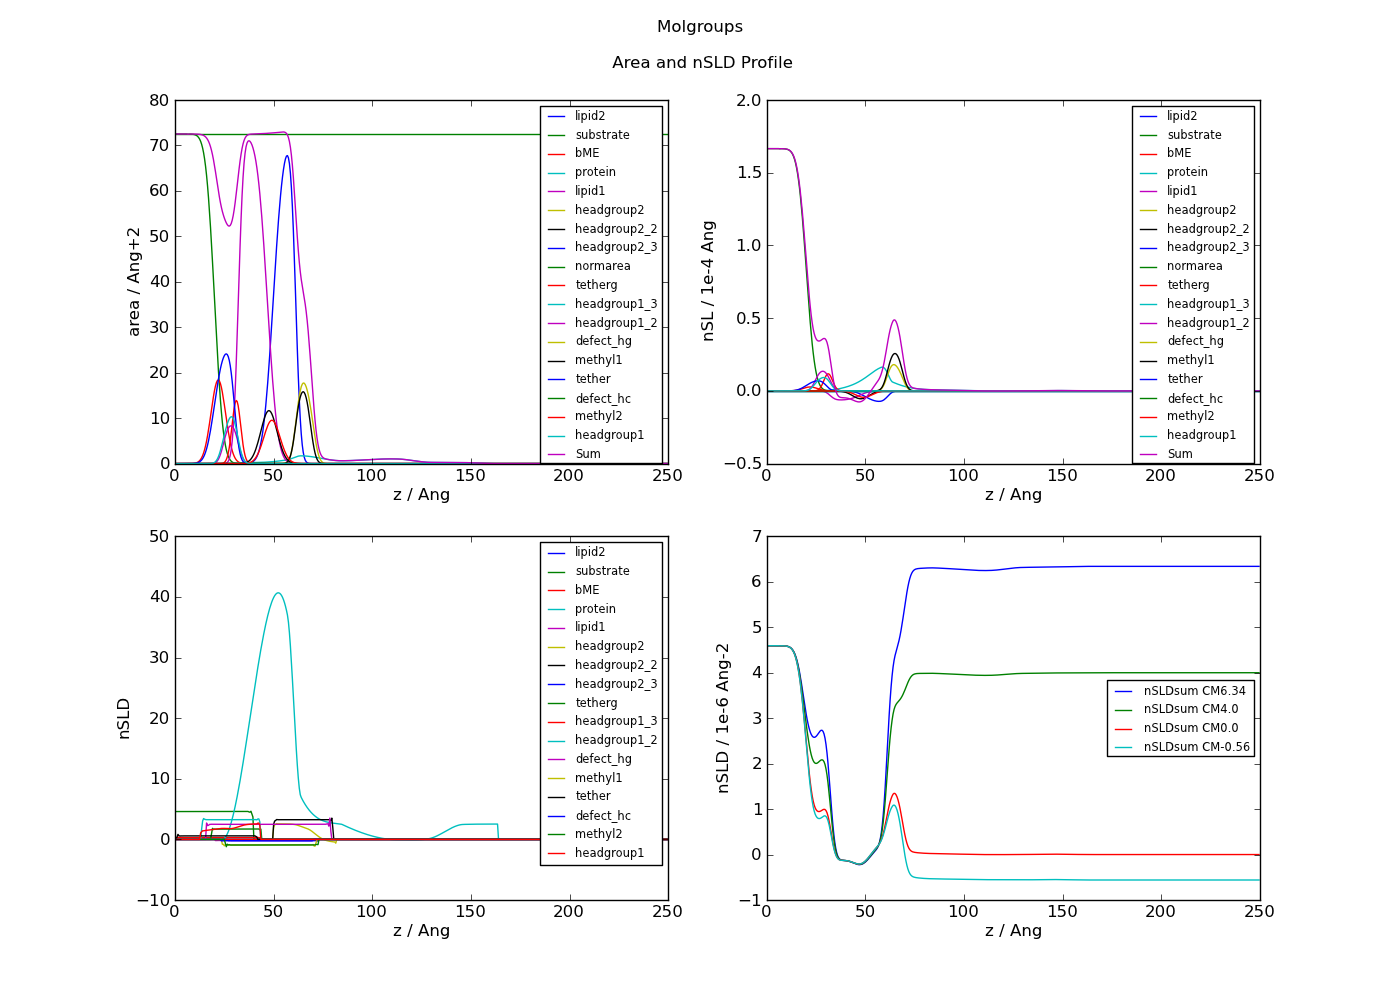 Molgroups
Area and nSLD Profile
area / Ang+2
80
70
60
50
40
30
20
10
0
0 50 100 150 200 250
z / Ang
lipid2
substrate
bME
protein
lipid1
headgroup2
headgroup2_2
headgroup2_3
normarea
tetherg
headgroup1_3
headgroup1_2
defect_hg
methyl1
tether
defect_hc
methyl2
headgroup1
Sum
nSL / 1e-4 Ang
2.0
1.5
1.0
0.5
0.0
−0.5
0 50 100 150 200 250
z / Ang
lipid2
substrate
bME
protein
lipid1
headgroup2
headgroup2_2
headgroup2_3
normarea
tetherg
headgroup1_3
headgroup1_2
defect_hg
methyl1
tether
defect_hc
methyl2
headgroup1
Sum
nSLD
50
40
30
20
10
0
−10
0 50 100 150 200 250
z / Ang
lipid2
substrate
bME
protein
lipid1
headgroup2
headgroup2_2
headgroup2_3
tetherg
headgroup1_3
headgroup1_2
defect_hg
methyl1
tether
defect_hc
methyl2
headgroup1
nSLD / 1e-6 Ang-2
7
6
5
4
3
2
1
0
−1
0 50 100 150 200 250
z / Ang
nSLDsum CM6.34
nSLDsum CM4.0
nSLDsum CM0.0
nSLDsum CM-0.56